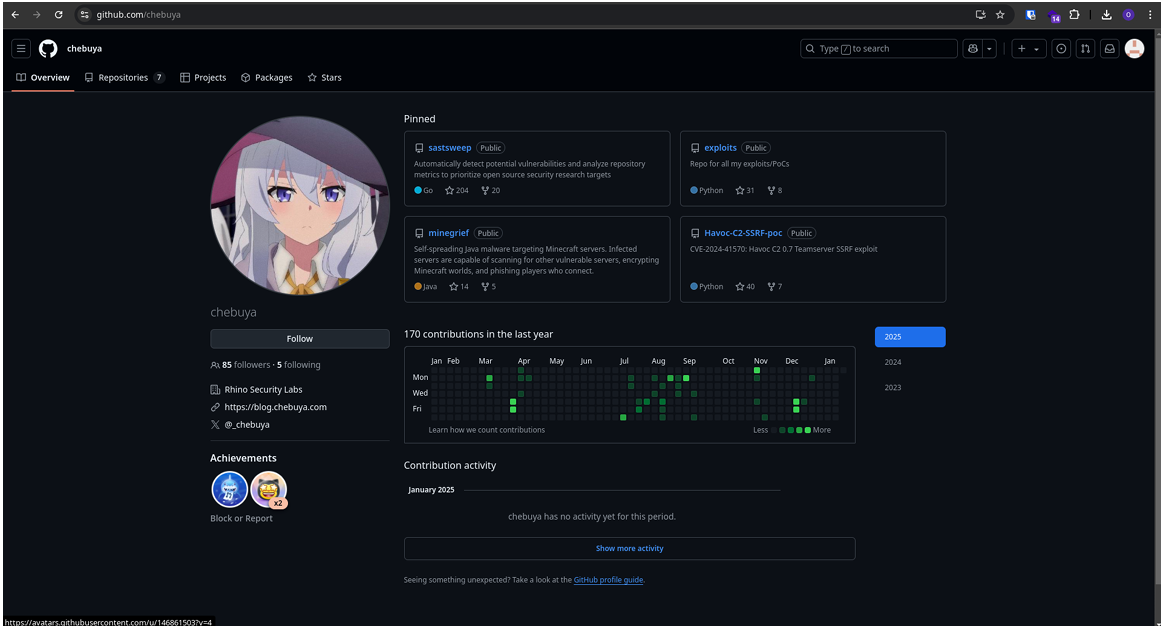 github.com/chebuya
14
O
chebuya
Type / to search
Overview
Repositories 7
Projects
Packages
Stars
chebuya
Follow
85 followers · 5 following
Rhino Security Labs
https://blog.chebuya.com
@_chebuya
Achievements
x2
Block or Report
Pinned
sastsweep Public
Automatically detect potential vulnerabilities and analyze repository
metrics to prioritize open source security research targets
Go 204 20
exploits Public
Repo for all my exploits/PoCs
Python 31 8
minegrief Public
Self-spreading Java malware targeting Minecraft servers. Infected
servers are capable of scanning for other vulnerable servers, encrypting
Minecraft worlds, and phishing players who connect.
Java 14 5
Havoc-C2-SSRF-poc Public
CVE-2024-41570: Havoc C2 0.7 Teamserver SSRF exploit
Python 40 7
170 contributions in the last year
Jan Feb Mar Apr May Jun Jul Aug Sep Oct Nov Dec Jan
Mon
Wed
Fri
Learn how we count contributions
Less More
2025
2024
2023
Contribution activity
January 2025
chebuya has no activity yet for this period.
Show more activity
Seeing something unexpected? Take a look at the GitHub profile guide.
https://avatars.githubusercontent.com/u/146861503?v=4